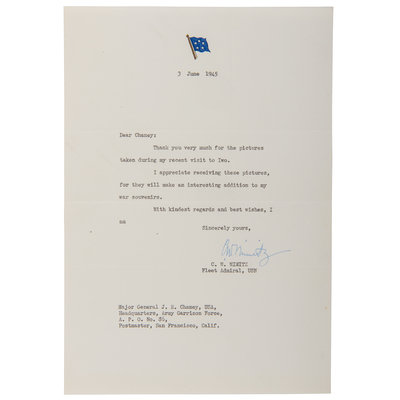 3 June 1945
Dear Chaney:
Thank you very much for the pictures
taken during my recent visit to Iwo.
I appreciate receiving these pictures,
for they will make an interesting addition to my
war souvenirs.
With kindest regards and best wishes, I
am
Sincerely yours,
CW Nimitz
C. W. NIMITZ
Fleet Admiral, USN
Major General J. E. Chaney, USA,
Headquarters, Army Garrison Force,
A. P. O. No. 86,
Postmaster, San Francisco, Calif.